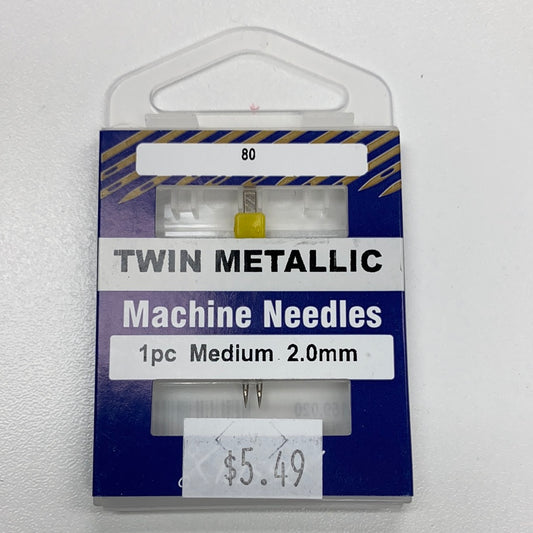 80
TWIN METALLIC
Machine Needles
1pc Medium 2.0mm
$5.49